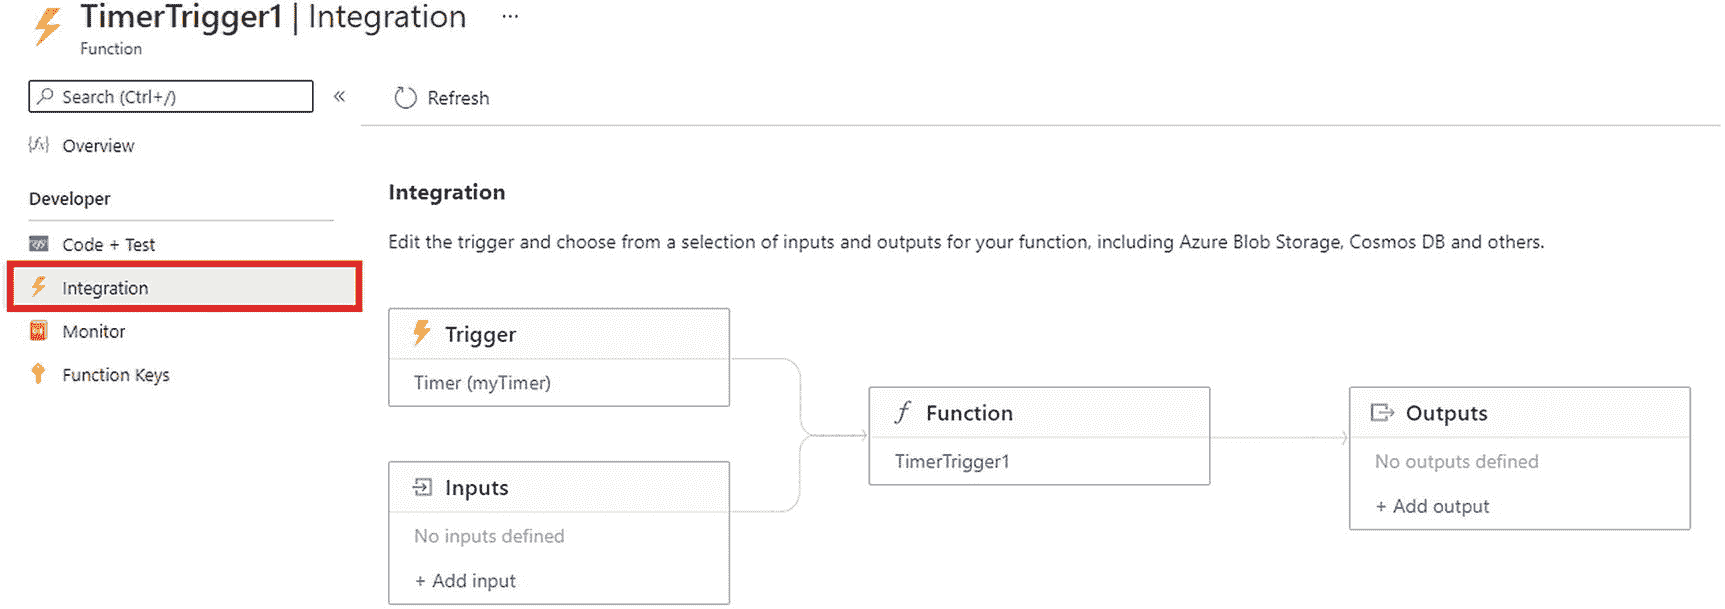 TimerTrigger1 | Integration ...
Function
Search (Ctrl+/)
«
Refresh
Overview
Developer
Code + Test
Integration
Monitor
Function Keys
Integration
Edit the trigger and choose from a selection of inputs and outputs for your function, including Azure Blob Storage, Cosmos DB and others.
Trigger
Timer (myTimer)
Inputs
No inputs defined
+ Add input
Function
TimerTrigger1
Outputs
No outputs defined
+ Add output